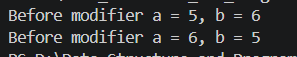 Before modifier a = 5, b = 6
Before modifier a = 6, b = 5